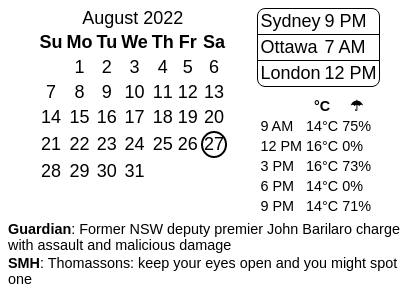 August 2022
Su Mo Tu We Th Fr Sa
1 2 3 4 5 6
7 8 9 10 11 12 13
14 15 16 17 18 19 20
21 22 23 24 25 26 27
28 29 30 31
Sydney 9 PM
Ottawa 7 AM
London 12 PM
°C ☂
9 AM 14°C 75%
12 PM 16°C 0%
3 PM 16°C 73%
6 PM 14°C 0%
9 PM 14°C 71%
Guardian: Former NSW deputy premier John Barilaro charge
with assault and malicious damage
SMH: Thomassons: keep your eyes open and you might spot
one